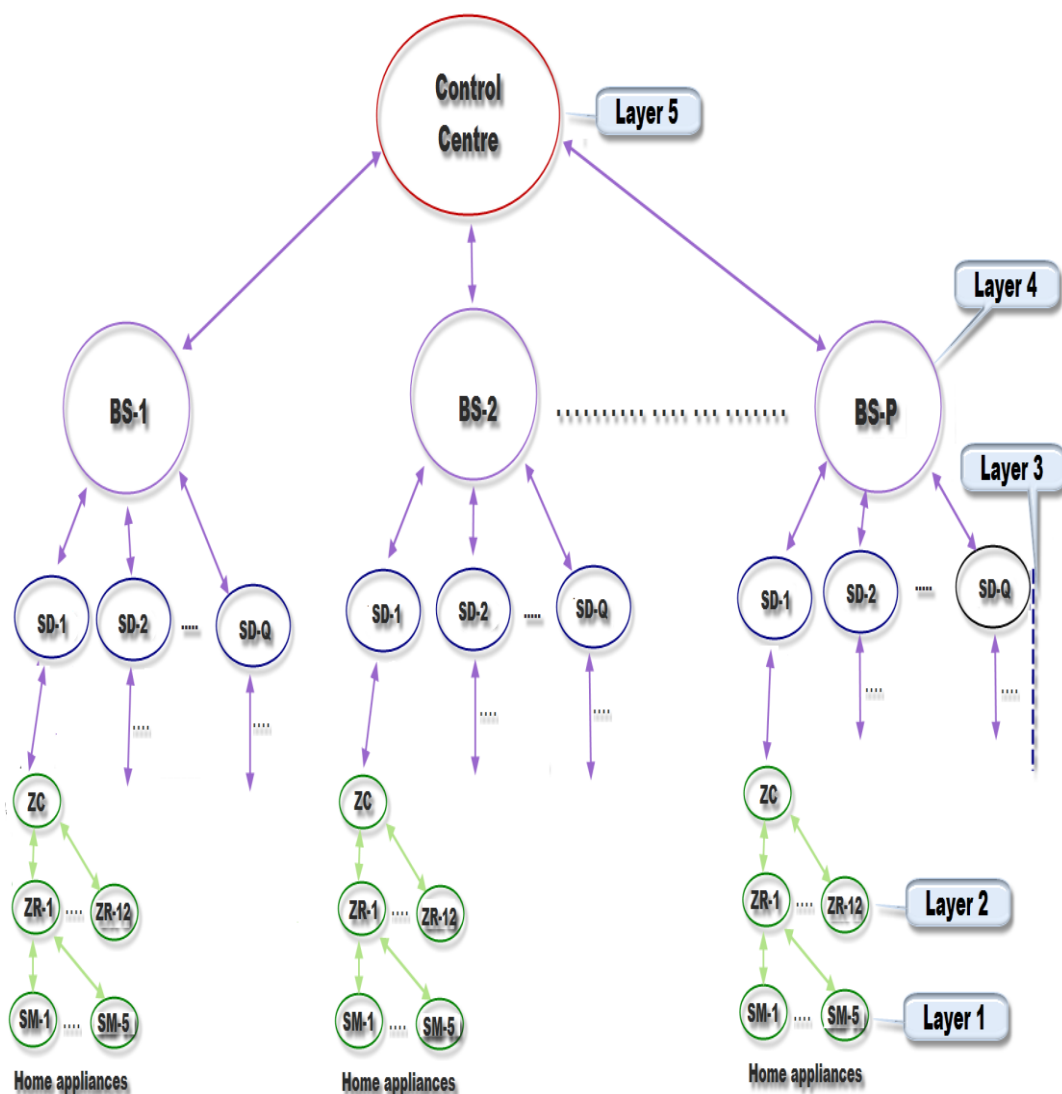 Control
Centre
Layer 5
Layer 4
BS-1
BS-2
.......... .... ... .......
BS-P
Layer 3
SD-1
SD-2
.....
SD-Q
SD-1
SD-2
.....
SD-Q
SD-1
SD-2
.....
SD-Q
....
....
....
....
....
....
ZC
ZC
ZC
ZR-1
....
ZR-12
ZR-1
....
ZR-12
ZR-1
....
ZR-12
Layer 2
SM-1
....
SM-5
SM-1
....
SM-5
SM-1
....
SM-5
Layer 1
Home appliances
Home appliances
Home appliances